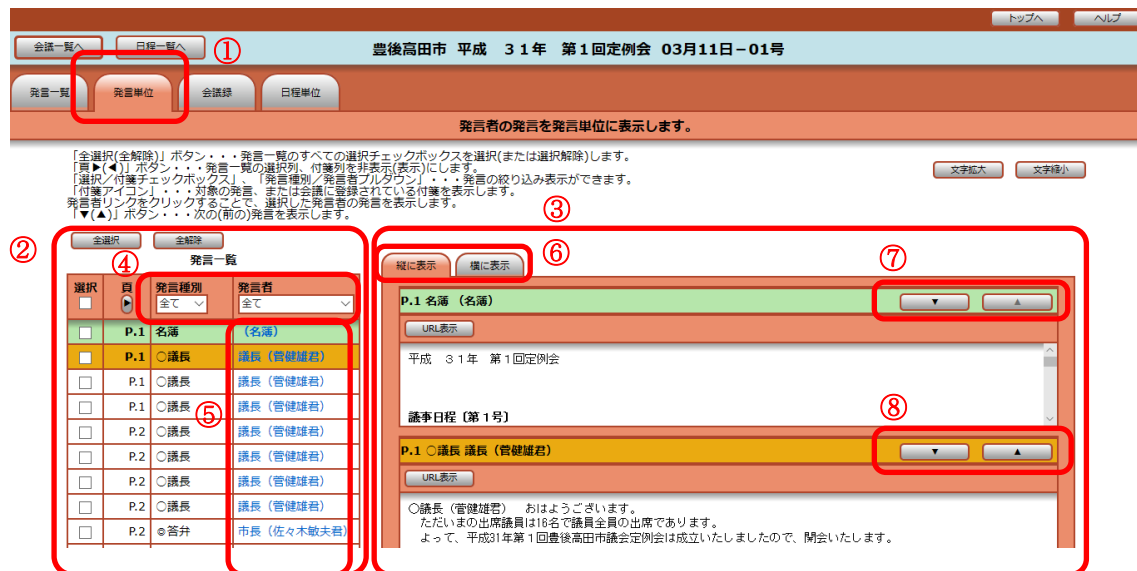 トップへ ヘルプ
会議一覧へ 日程一覧へ ① 豊後高田市 平成 31年 第1回定例会 03月11日－01号
発言一覧 発言単位 会議録 日程単位
発言者の発言を発言単位に表示します。
「全選択(全解除)」ボタン・・・発言一覧のすべての選択チェックボックスを選択(または選択解除)します。
「頁▶(◀)」ボタン・・・発言一覧の選択列、付箋列を非表示(表示)にします。
「選択／付箋チェックボックス」、「発言種別／発言者プルダウン」・・・発言の絞り込み表示ができます。
「付箋アイコン」・・・対象の発言、または会議に登録されている付箋を表示します。
発言者リンクをクリックすることで、選択した発言者の発言を表示します。
「▼(▲)」ボタン・・・次の(前の)発言を表示します。
文字拡大 文字縮小
②
全選択 全解除
発言一覧
④
選択 頁 発言種別 発言者
▶ 全て 全て
P.1 名簿 （名簿）
P.1 ○議長 議長（菅健雄君）
P.1 ○議長 議長（菅健雄君）
P.1 ○議長 議長（菅健雄君）
⑤
P.2 ○議長 議長（菅健雄君）
P.2 ○議長 議長（菅健雄君）
P.2 ○議長 議長（菅健雄君）
P.2 ○議長 議長（菅健雄君）
P.2 ◎答弁 市長（佐々木敏夫君）
③
縦に表示 横に表示 ⑥ ⑦
P.1 名簿 （名簿） ▼ ▲
URL表示
平成 31年 第1回定例会
議事日程〔第1号〕
⑧
P.1 ○議長 議長（菅健雄君） ▼ ▲
URL表示
○議長（菅健雄君） おはようございます。
ただいまの出席議員は16名で議員全員の出席であります。
よって、平成31年第1回豊後高田市議会定例会は成立いたしましたので、開会いたします。